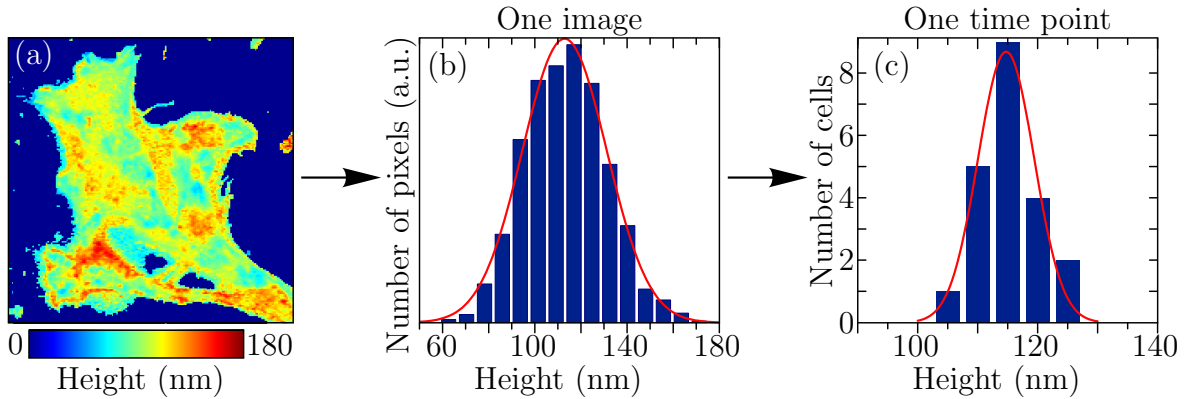 One image
One time point
(a)
(b)
(c)
Number of pixels (a.u.)
Number of cells
8
6
4
2
0
0
180
60
100
140
180
100
120
140
Height (nm)
Height (nm)
Height (nm)